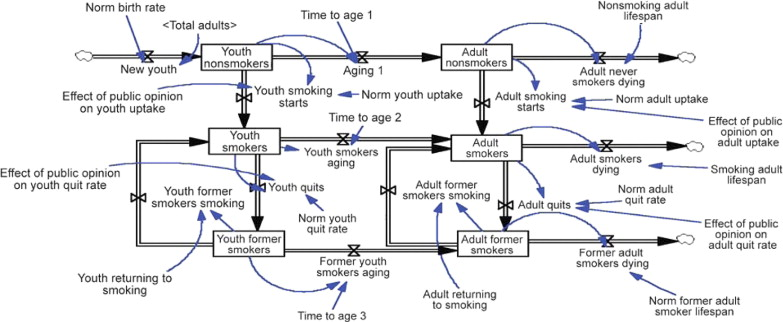 Norm birth rate
<Total adults>
Time to age 1
Nonsmoking adult
lifespan
Youth
nonsmokers
Adult
nonsmokers
New youth
Aging 1
Adult never
smokers dying
Effect of public opinion
on youth uptake
Youth smoking
starts
Norm youth uptake
Adult smoking
starts
Norm adult uptake
Effect of public
opinion on
adult uptake
Time to age 2
Youth
smokers
Youth smokers
aging
Adult
smokers
Adult smokers
dying
Smoking adult
lifespan
Effect of public opinion
on youth quit rate
Youth former
smokers smoking
Youth quits
Norm youth
quit rate
Adult former
smokers smoking
Adult quits
Norm adult
quit rate
Effect of public
opinion on
adult quit rate
Youth former
smokers
Adult former
smokers
Youth returning to
smoking
Former youth
smokers aging
Adult returning
to smoking
Former adult
smokers dying
Time to age 3
Norm former adult
smoker lifespan